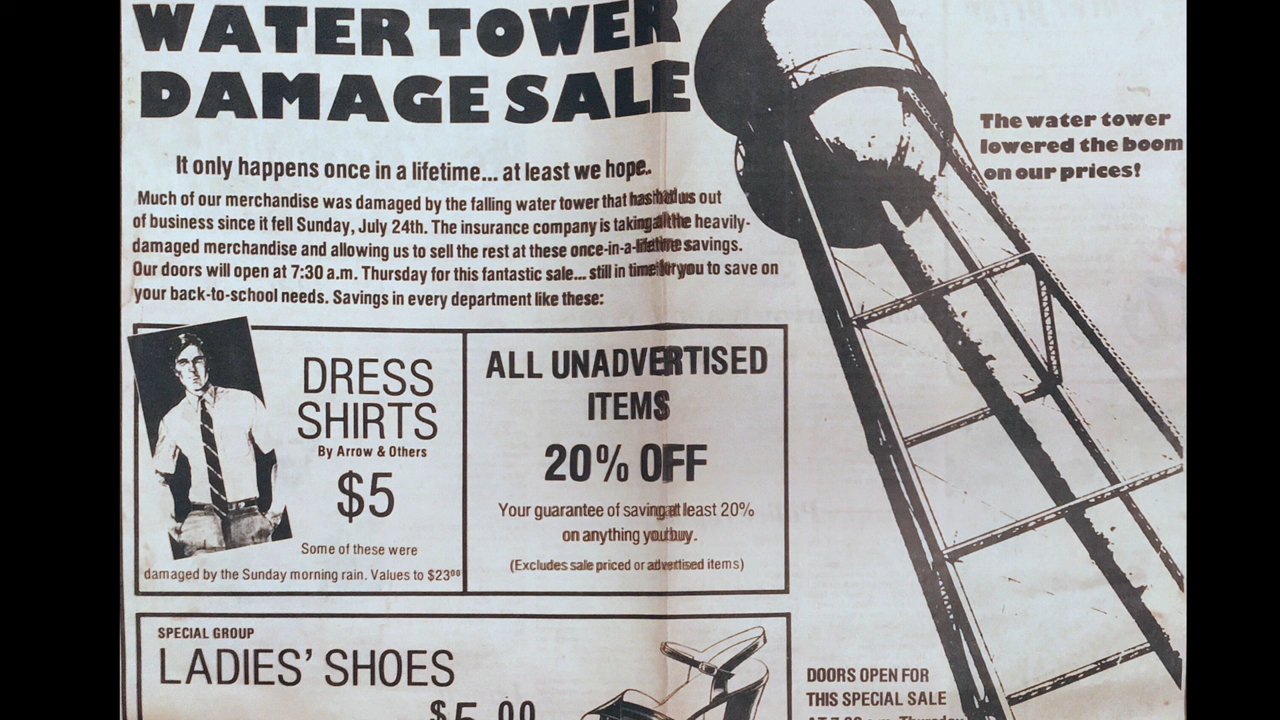 WATER TOWER
DAMAGE SALE
The water tower
lowered the boom
on our prices!
It only happens once in a lifetime... at least we hope.
Much of our merchandise was damaged by the falling water tower that has had us out
of business since it fell Sunday, July 24th. The insurance company is taking all the heavily-
damaged merchandise and allowing us to sell the rest at these once-in-a-lifetime savings.
Our doors will open at 7:30 a.m. Thursday for this fantastic sale... still in time for you to save on
your back-to-school needs. Savings in every department like these:
DRESS
SHIRTS
By Arrow & Others
$5
Some of these were
damaged by the Sunday morning rain. Values to $23⁰⁰
ALL UNADVERTISED
ITEMS
20% OFF
Your guarantee of saving at least 20%
on anything you buy.
(Excludes sale priced or advertised items)
SPECIAL GROUP
LADIES' SHOES
DOORS OPEN FOR
THIS SPECIAL SALE